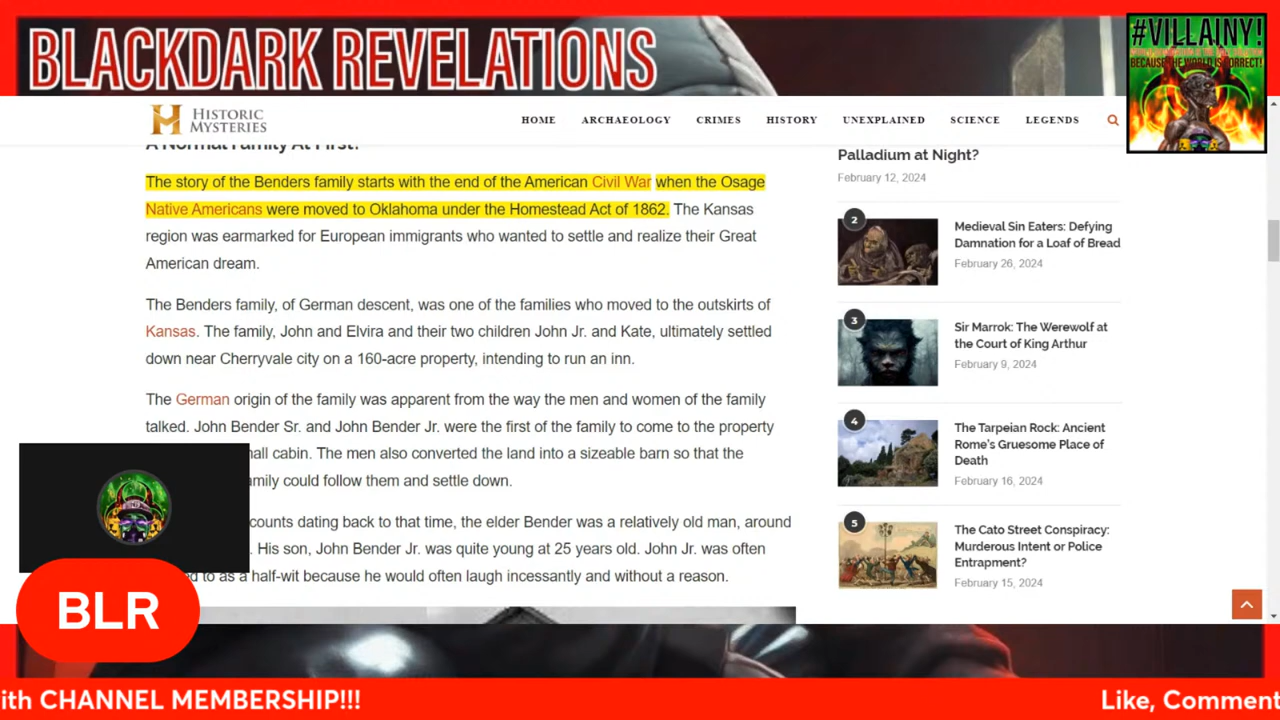 BLACKDARK REVELATIONS
#VILLAINY!
BECAUSE THE WORLD IS CORRECT!
HISTORIC
MYSTERIES
HOME ARCHAEOLOGY CRIMES HISTORY UNEXPLAINED SCIENCE LEGENDS
A Normal Family At First?
The story of the Benders family starts with the end of the American Civil War when the Osage
Native Americans were moved to Oklahoma under the Homestead Act of 1862. The Kansas
region was earmarked for European immigrants who wanted to settle and realize their Great
American dream.
The Benders family, of German descent, was one of the families who moved to the outskirts of
Kansas. The family, John and Elvira and their two children John Jr. and Kate, ultimately settled
down near Cherryvale city on a 160-acre property, intending to run an inn.
The German origin of the family was apparent from the way the men and women of the family
talked. John Bender Sr. and John Bender Jr. were the first of the family to come to the property
all cabin. The men also converted the land into a sizeable barn so that the
mily could follow them and settle down.
counts dating back to that time, the elder Bender was a relatively old man, around
. His son, John Bender Jr. was quite young at 25 years old. John Jr. was often
d to as a half-wit because he would often laugh incessantly and without a reason.
Palladium at Night?
February 12, 2024
2
Medieval Sin Eaters: Defying
Damnation for a Loaf of Bread
February 26, 2024
3
Sir Marrok: The Werewolf at
the Court of King Arthur
February 9, 2024
4
The Tarpeian Rock: Ancient
Rome's Gruesome Place of
Death
February 16, 2024
5
The Cato Street Conspiracy:
Murderous Intent or Police
Entrapment?
February 15, 2024
BLR
ith CHANNEL MEMBERSHIP!!!
Like, Comment